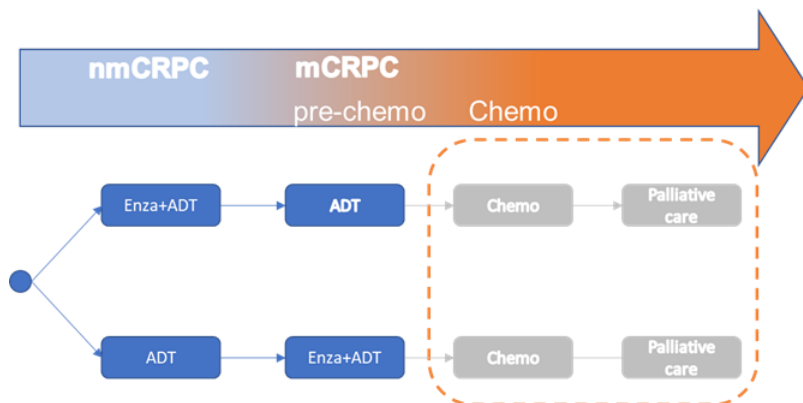 nmCRPC
mCRPC
pre-chemo
Chemo
Enza+ADT
ADT
Chemo
Palliative
care
ADT
Enza+ADT
Chemo
Palliative
care